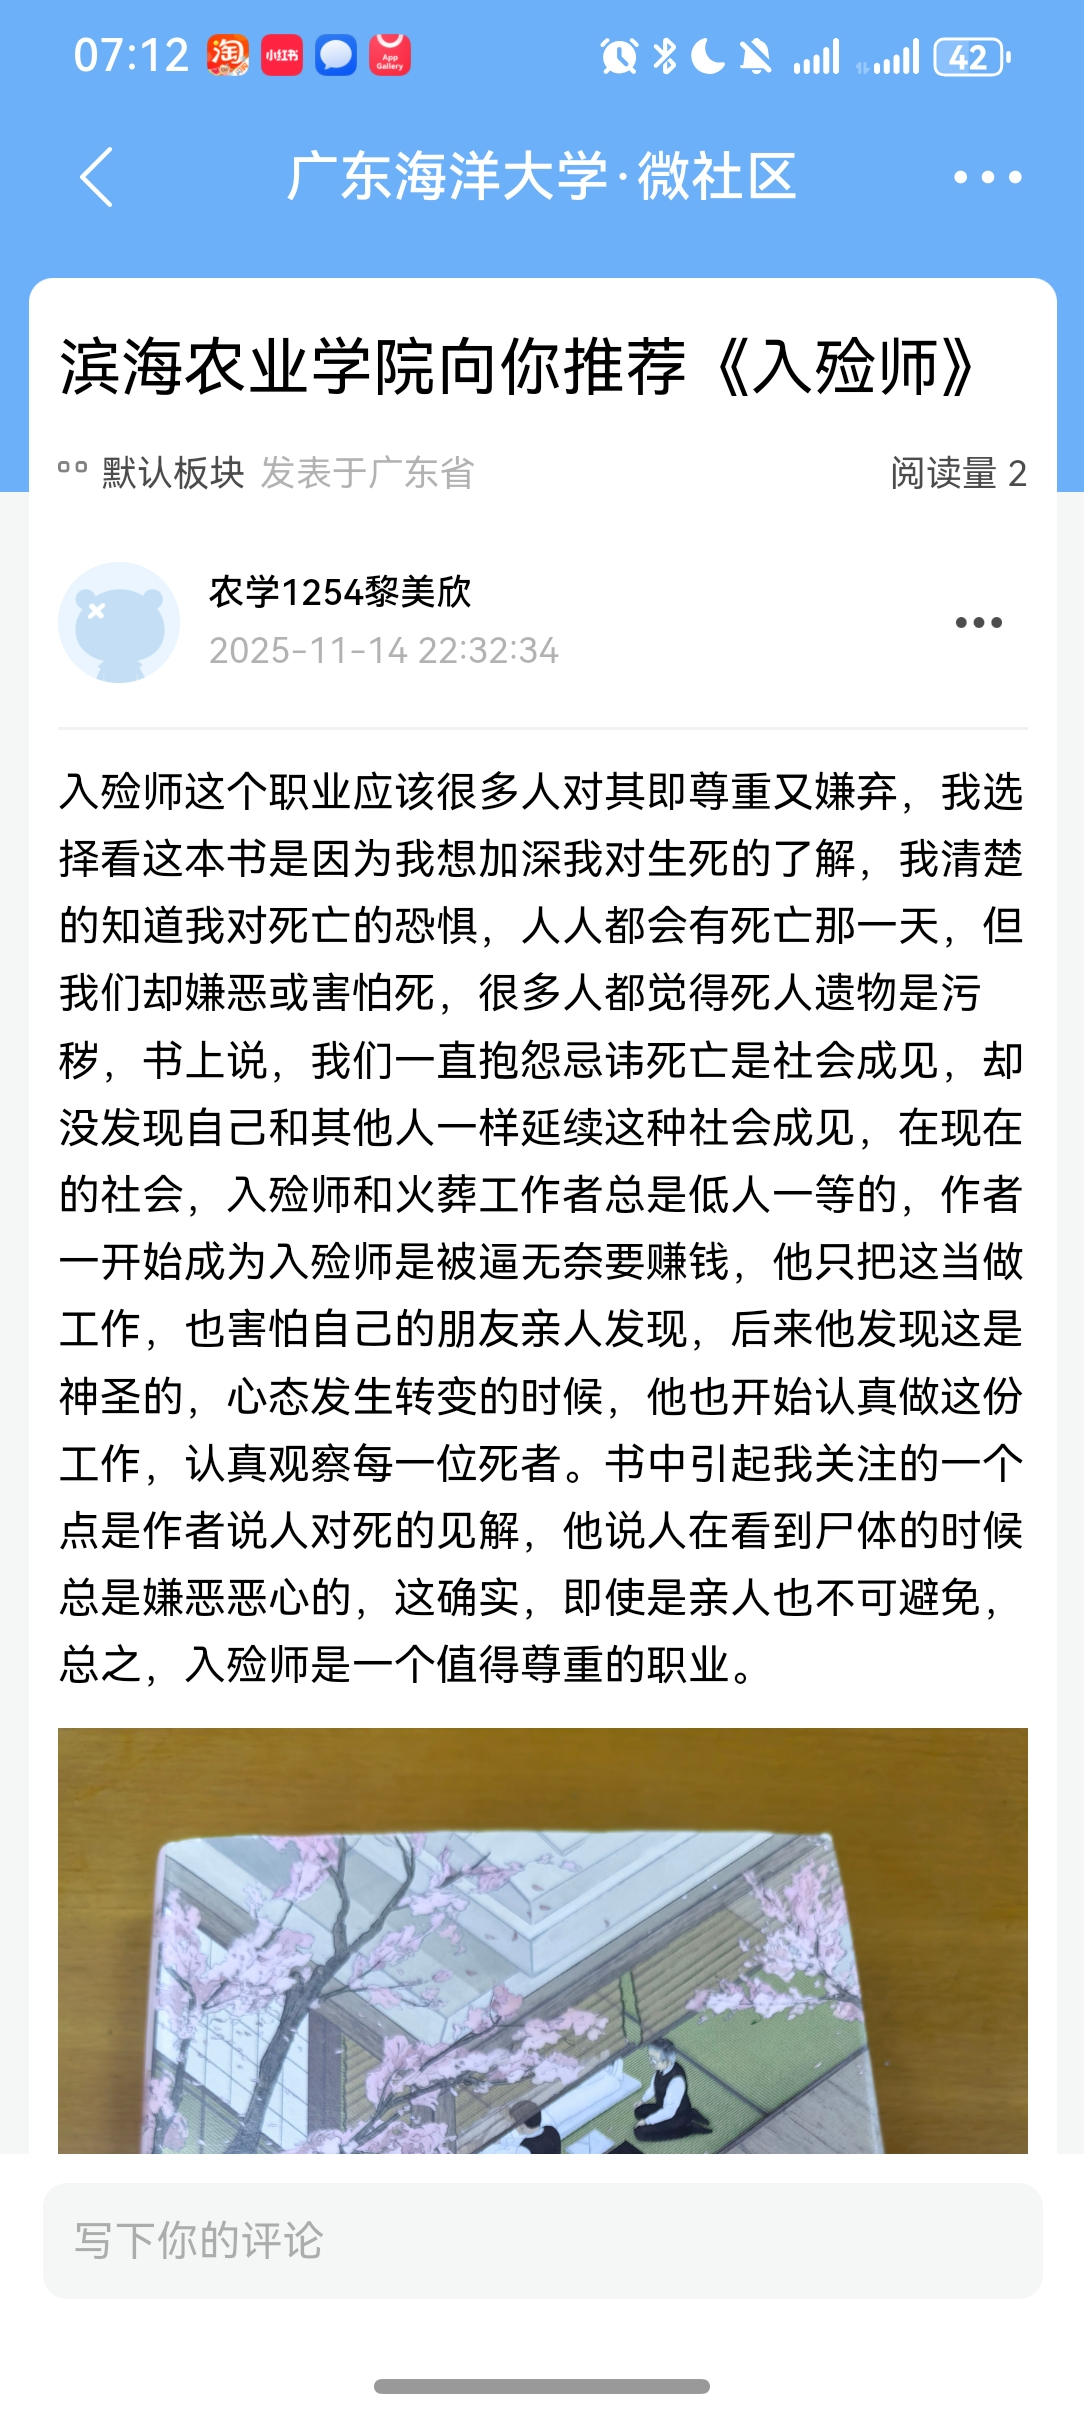 07:12
淘
小红书
App
Gallery
42
广东海洋大学·微社区
滨海农业学院向你推荐《入殓师》
默认板块 发表于广东省
阅读量 2
农学1254黎美欣
2025-11-14 22:32:34
入殓师这个职业应该很多人对其即尊重又嫌弃，我选
择看这本书是因为我想加深我对生死的了解，我清楚
的知道我对死亡的恐惧，人人都会有死亡那一天，但
我们却嫌恶或害怕死，很多人都觉得死人遗物是污
秽，书上说，我们一直抱怨忌讳死亡是社会成见，却
没发现自己和其他人一样延续这种社会成见，在现在
的社会，入殓师和火葬工作者总是低人一等的，作者
一开始成为入殓师是被逼无奈要赚钱，他只把这当做
工作，也害怕自己的朋友亲人发现，后来他发现这是
神圣的，心态发生转变的时候，他也开始认真做这份
工作，认真观察每一位死者。书中引起我关注的一个
点是作者说人对死的见解，他说人在看到尸体的时候
总是嫌恶恶心的，这确实，即使是亲人也不可避免，
总之，入殓师是一个值得尊重的职业。
写下你的评论